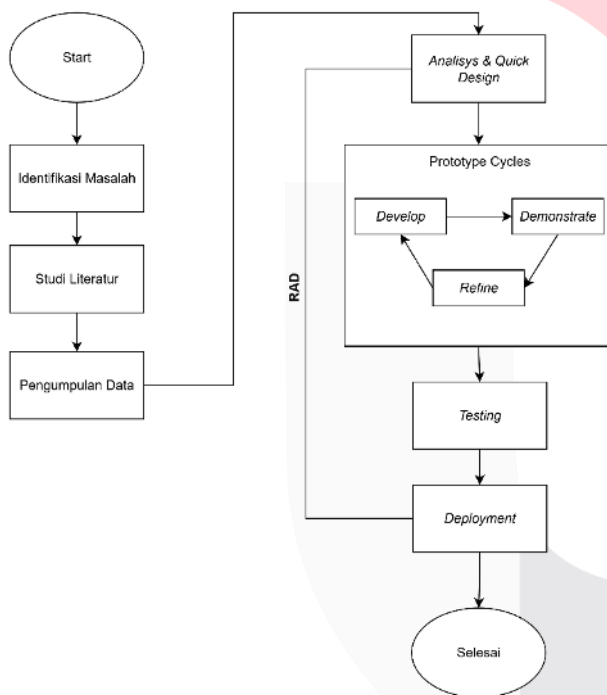 Start
Identifikasi Masalah
Studi Literatur
Pengumpulan Data
RAD
Analisys & Quick
Design
Prototype Cycles
Develop
Demonstrate
Refine
Testing
Deployment
Selesai